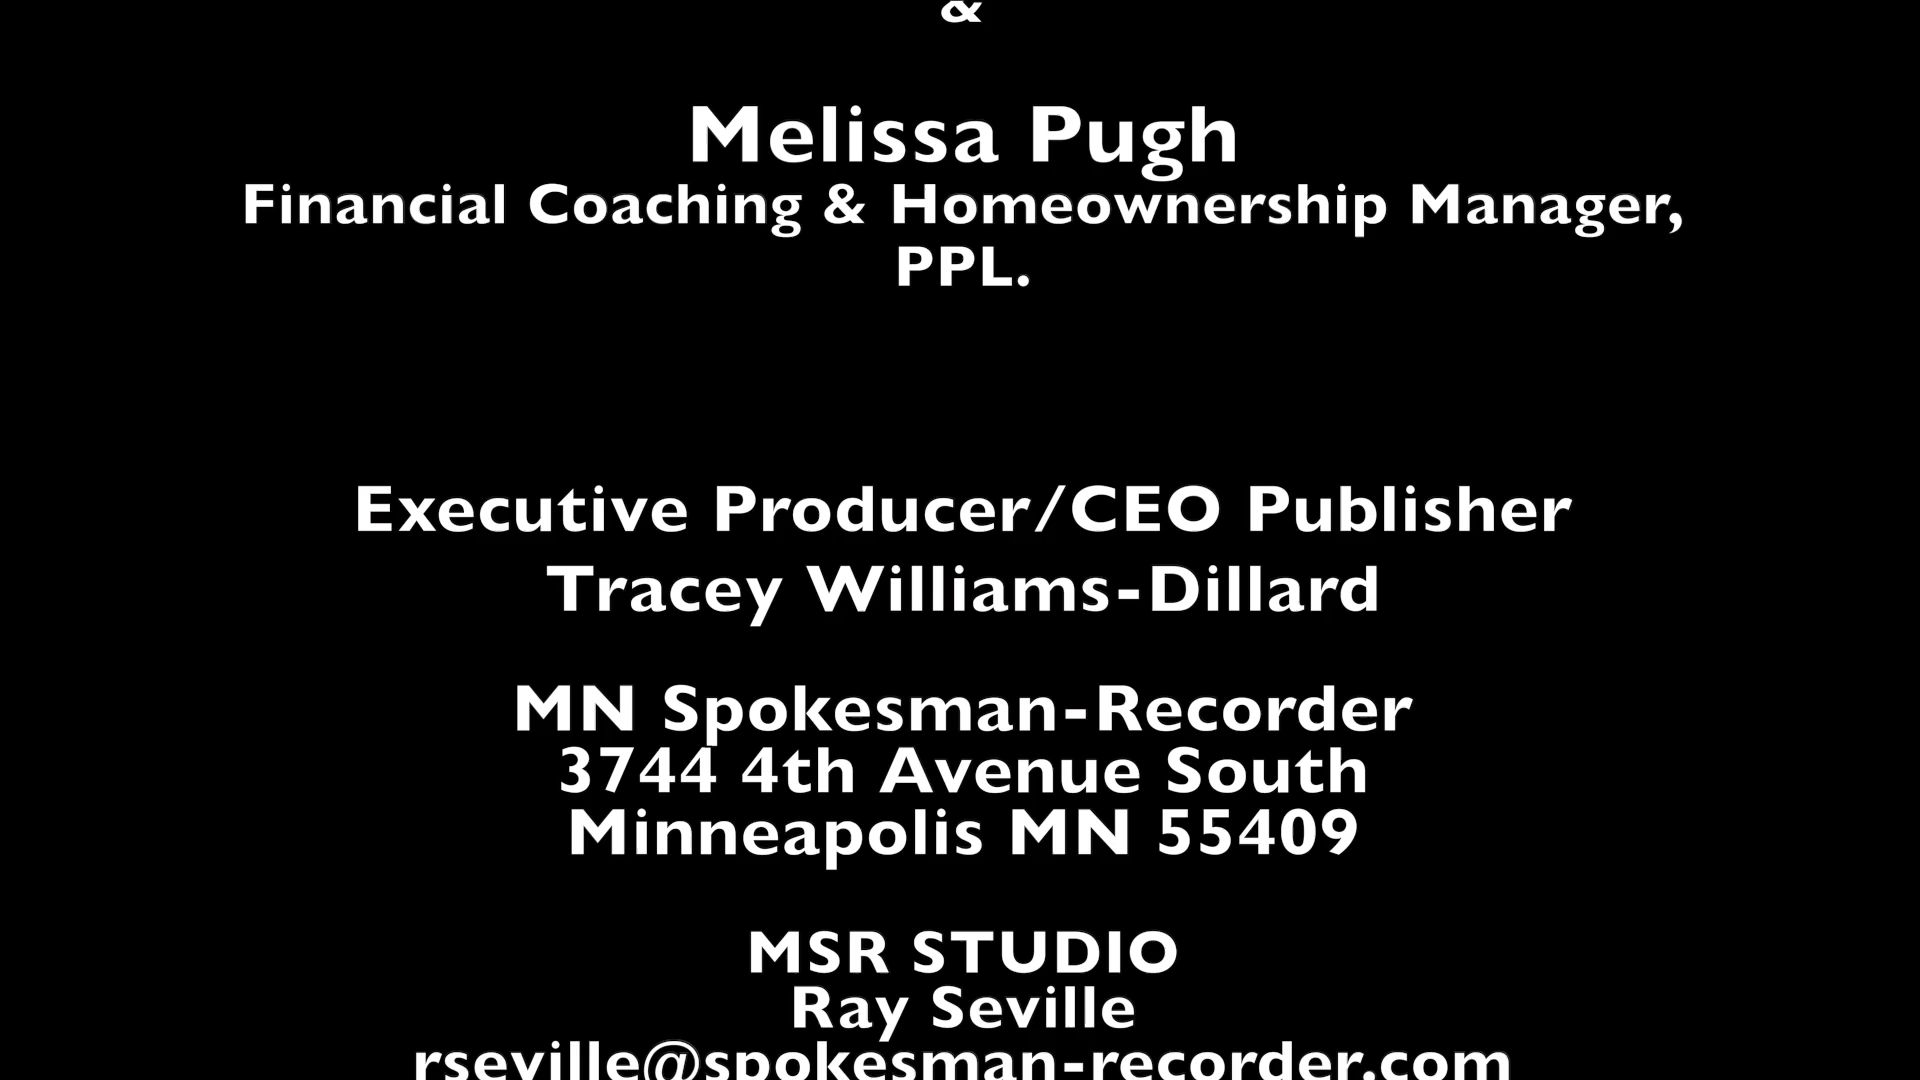 &
Melissa Pugh
Financial Coaching & Homeownership Manager,
PPL.
Executive Producer/CEO Publisher
Tracey Williams-Dillard
MN Spokesman-Recorder
3744 4th Avenue South
Minneapolis MN 55409
MSR STUDIO
Ray Seville
rseville@spokesman-recorder.com